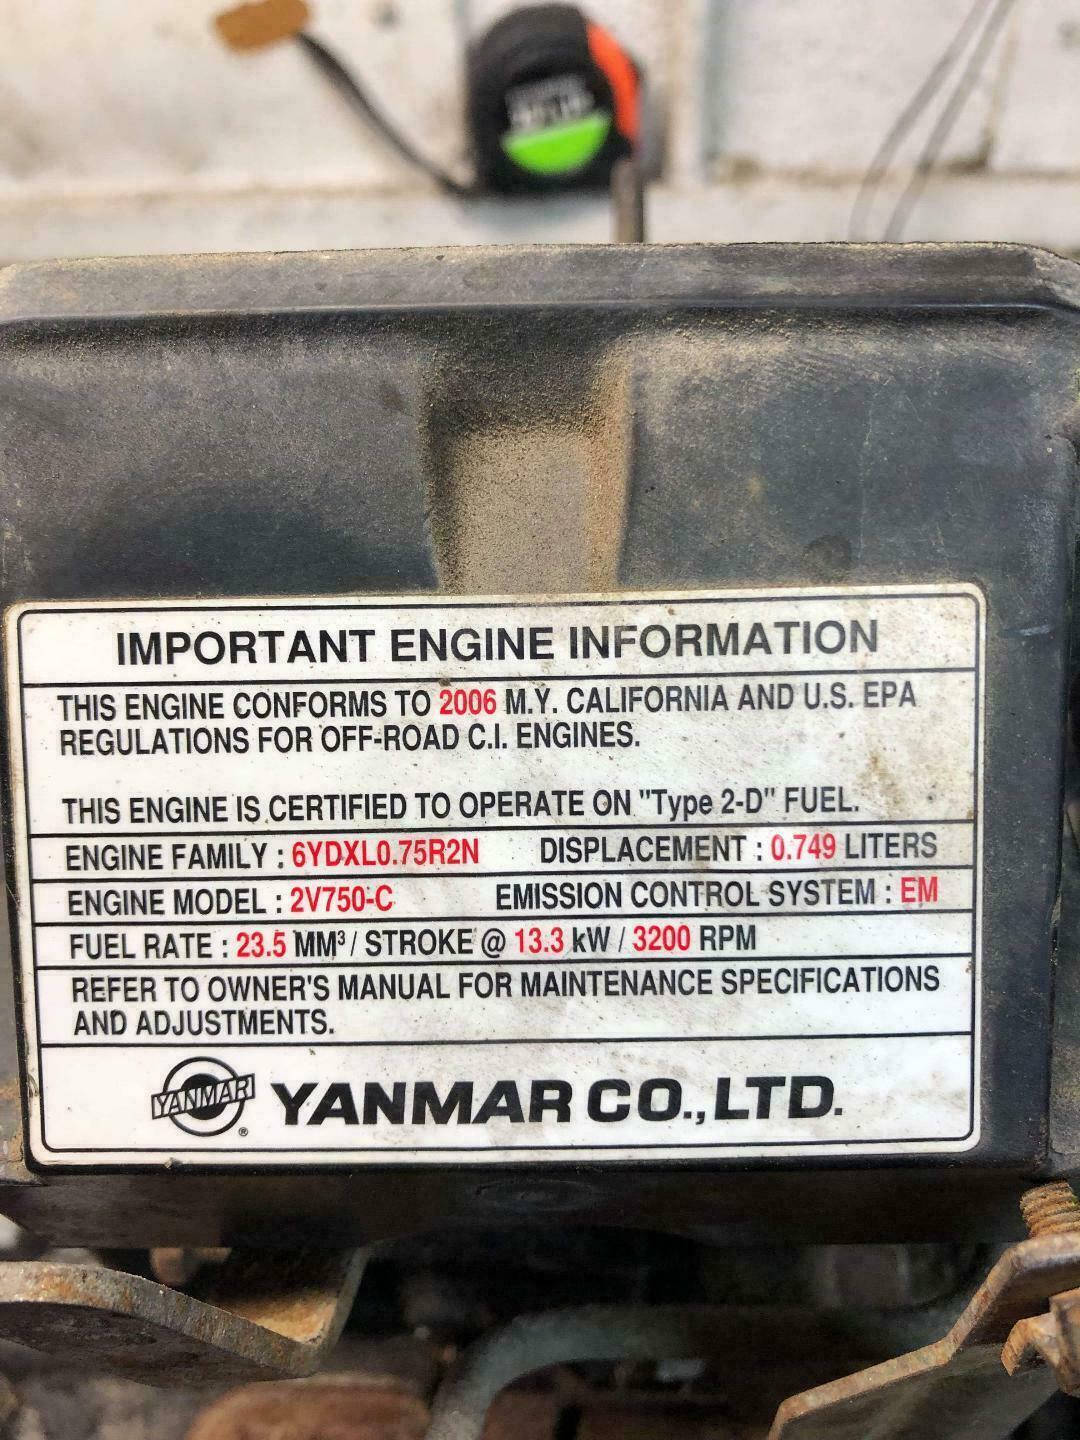 IMPORTANT ENGINE INFORMATION
THIS ENGINE CONFORMS TO 2006 M.Y. CALIFORNIA AND U.S. EPA
REGULATIONS FOR OFF-ROAD C.I. ENGINES.
THIS ENGINE IS CERTIFIED TO OPERATE ON "Type 2-D" FUEL.
ENGINE FAMILY : 6YDXL0.75R2N DISPLACEMENT : 0.749 LITERS
ENGINE MODEL : 2V750-C EMISSION CONTROL SYSTEM : EM
FUEL RATE : 23.5 MM³ / STROKE @ 13.3 kW / 3200 RPM
REFER TO OWNER'S MANUAL FOR MAINTENANCE SPECIFICATIONS
AND ADJUSTMENTS.
YANMAR ® YANMAR CO., LTD.